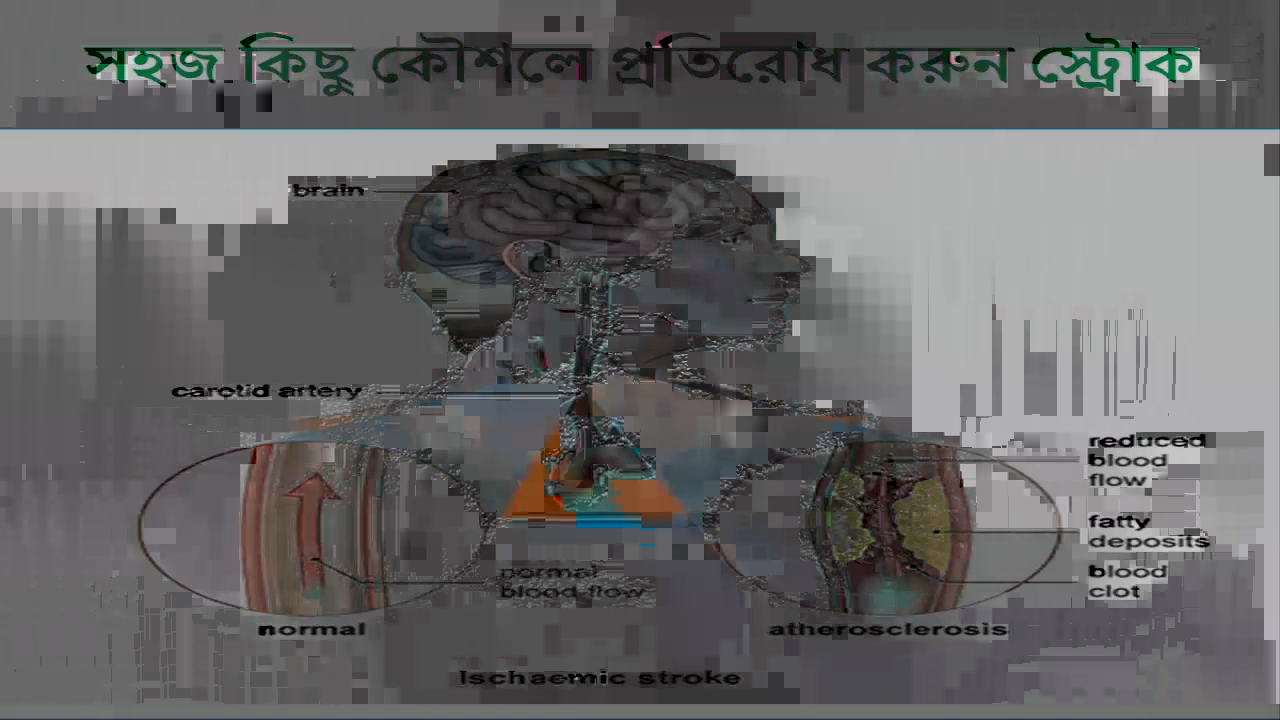 সহজ কিছু কৌশলে প্রতিরোধ করুন স্ট্রোক
brain
carotid artery
reduced
blood
flow
fatty
deposits
blood
clot
normal
blood flow
normal
atherosclerosis
Ischaemic stroke